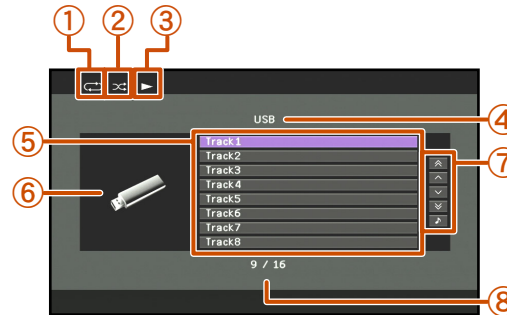 ① ② ③
USB ④
⑤ Track1
Track2
Track3 ⑦
Track4
⑥ Track5
Track6
Track7
Track8
9 / 16
⑧